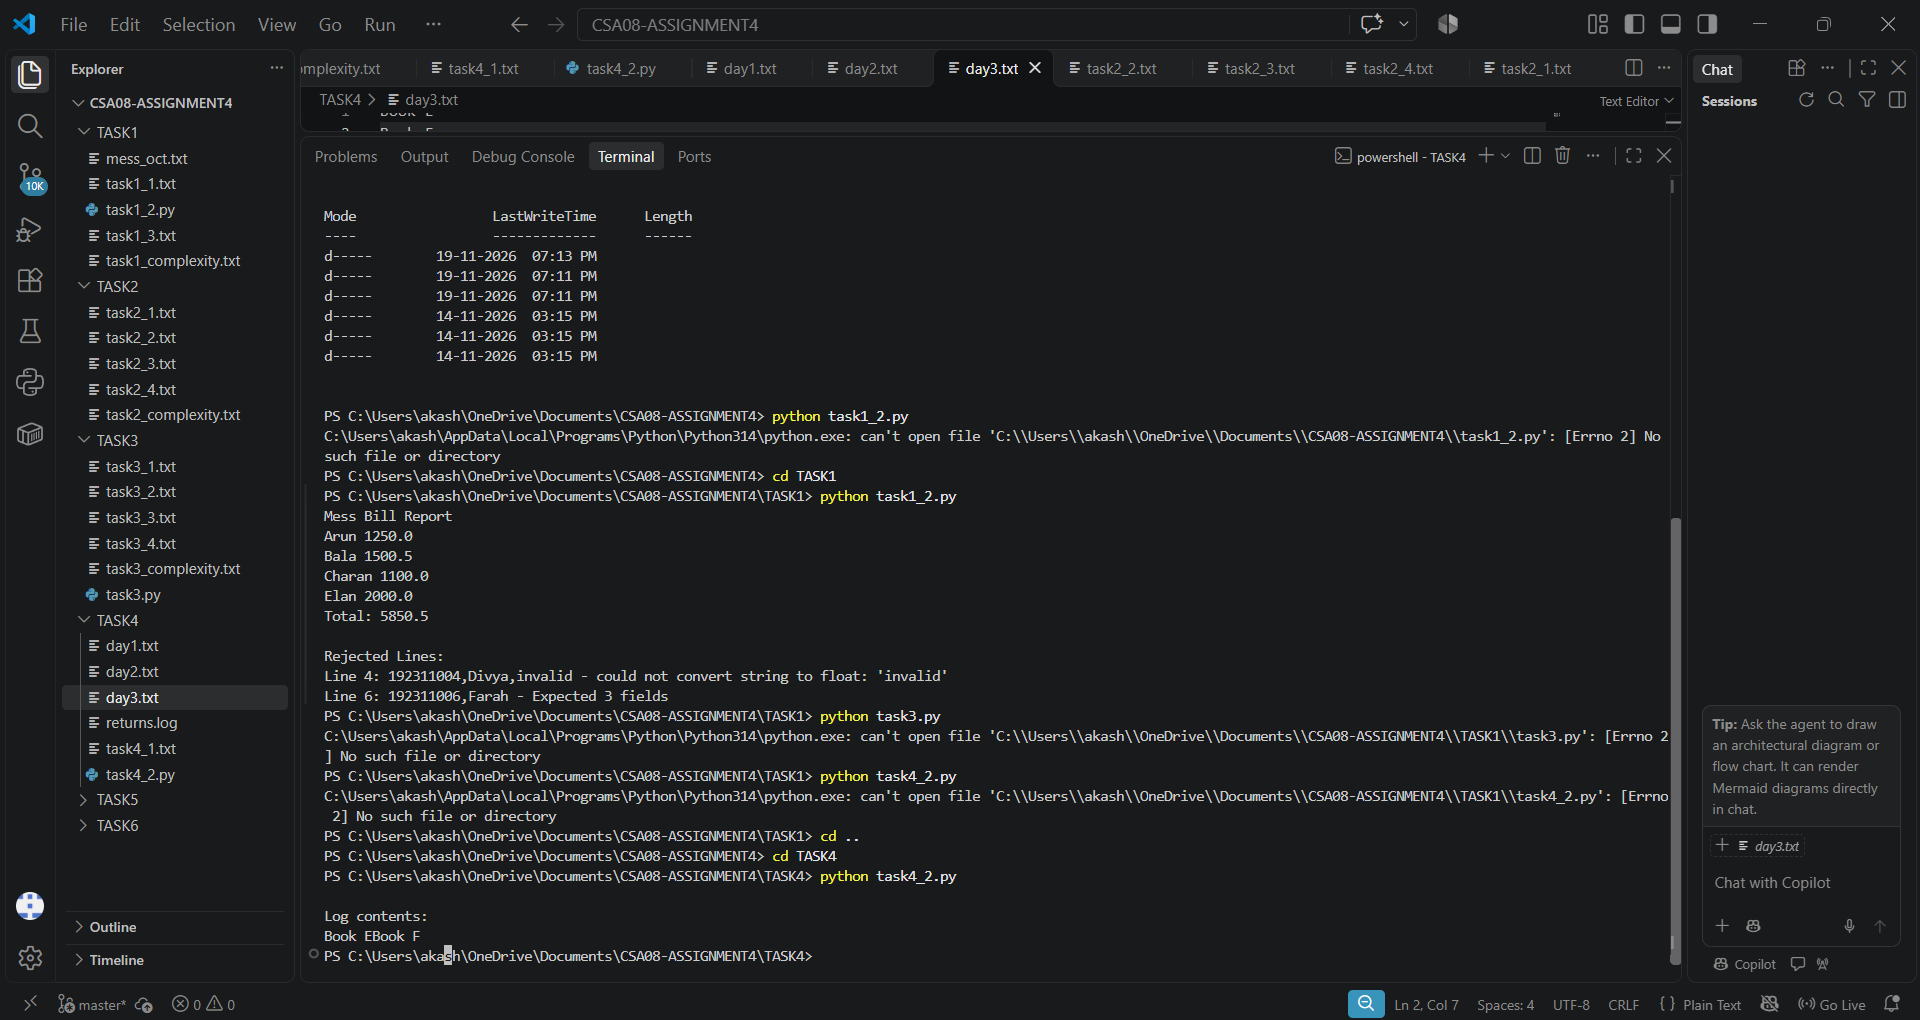 File Edit Selection View Go Run ··· CSA08-ASSIGNMENT4
Explorer ···
CSA08-ASSIGNMENT4
TASK1
mess_oct.txt
task1_1.txt
task1_2.py
task1_3.txt
task1_complexity.txt
TASK2
task2_1.txt
task2_2.txt
task2_3.txt
task2_4.txt
task2_complexity.txt
TASK3
task3_1.txt
task3_2.txt
task3_3.txt
task3_4.txt
task3_complexity.txt
task3.py
TASK4
day1.txt
day2.txt
day3.txt
returns.log
task4_1.txt
task4_2.py
TASK5
TASK6
Outline
Timeline
10K
omplexity.txt task4_1.txt task4_2.py day1.txt day2.txt day3.txt task2_2.txt task2_3.txt task2_4.txt task2_1.txt
TASK4 > day3.txt Text Editor
Problems Output Debug Console Terminal Ports powershell - TASK4
Mode LastWriteTime Length
---- ------------- ------
d----- 19-11-2026 07:13 PM
d----- 19-11-2026 07:11 PM
d----- 19-11-2026 07:11 PM
d----- 14-11-2026 03:15 PM
d----- 14-11-2026 03:15 PM
d----- 14-11-2026 03:15 PM
PS C:\Users\akash\OneDrive\Documents\CSA08-ASSIGNMENT4> python task1_2.py
C:\Users\akash\AppData\Local\Programs\Python\Python314\python.exe: can't open file 'C:\\Users\\akash\\OneDrive\\Documents\\CSA08-ASSIGNMENT4\\task1_2.py': [Errno 2] No
such file or directory
PS C:\Users\akash\OneDrive\Documents\CSA08-ASSIGNMENT4> cd TASK1
PS C:\Users\akash\OneDrive\Documents\CSA08-ASSIGNMENT4\TASK1> python task1_2.py
Mess Bill Report
Arun 1250.0
Bala 1500.5
Charan 1100.0
Elan 2000.0
Total: 5850.5
Rejected Lines:
Line 4: 192311004,Divya,invalid - could not convert string to float: 'invalid'
Line 6: 192311006,Farah - Expected 3 fields
PS C:\Users\akash\OneDrive\Documents\CSA08-ASSIGNMENT4\TASK1> python task3.py
C:\Users\akash\AppData\Local\Programs\Python\Python314\python.exe: can't open file 'C:\\Users\\akash\\OneDrive\\Documents\\CSA08-ASSIGNMENT4\\TASK1\\task3.py': [Errno 2
] No such file or directory
PS C:\Users\akash\OneDrive\Documents\CSA08-ASSIGNMENT4\TASK1> python task4_2.py
C:\Users\akash\AppData\Local\Programs\Python\Python314\python.exe: can't open file 'C:\\Users\\akash\\OneDrive\\Documents\\CSA08-ASSIGNMENT4\\TASK1\\task4_2.py': [Errno
2] No such file or directory
PS C:\Users\akash\OneDrive\Documents\CSA08-ASSIGNMENT4\TASK1> cd ..
PS C:\Users\akash\OneDrive\Documents\CSA08-ASSIGNMENT4> cd TASK4
PS C:\Users\akash\OneDrive\Documents\CSA08-ASSIGNMENT4\TASK4> python task4_2.py
Log contents:
Book EBook F
PS C:\Users\akash\OneDrive\Documents\CSA08-ASSIGNMENT4\TASK4>
Chat
Sessions
Tip: Ask the agent to draw
an architectural diagram or
flow chart. It can render
Mermaid diagrams directly
in chat.
day3.txt
Chat with Copilot
Copilot
master* 0 0 Ln 2, Col 7 Spaces: 4 UTF-8 CRLF {} Plain Text Go Live